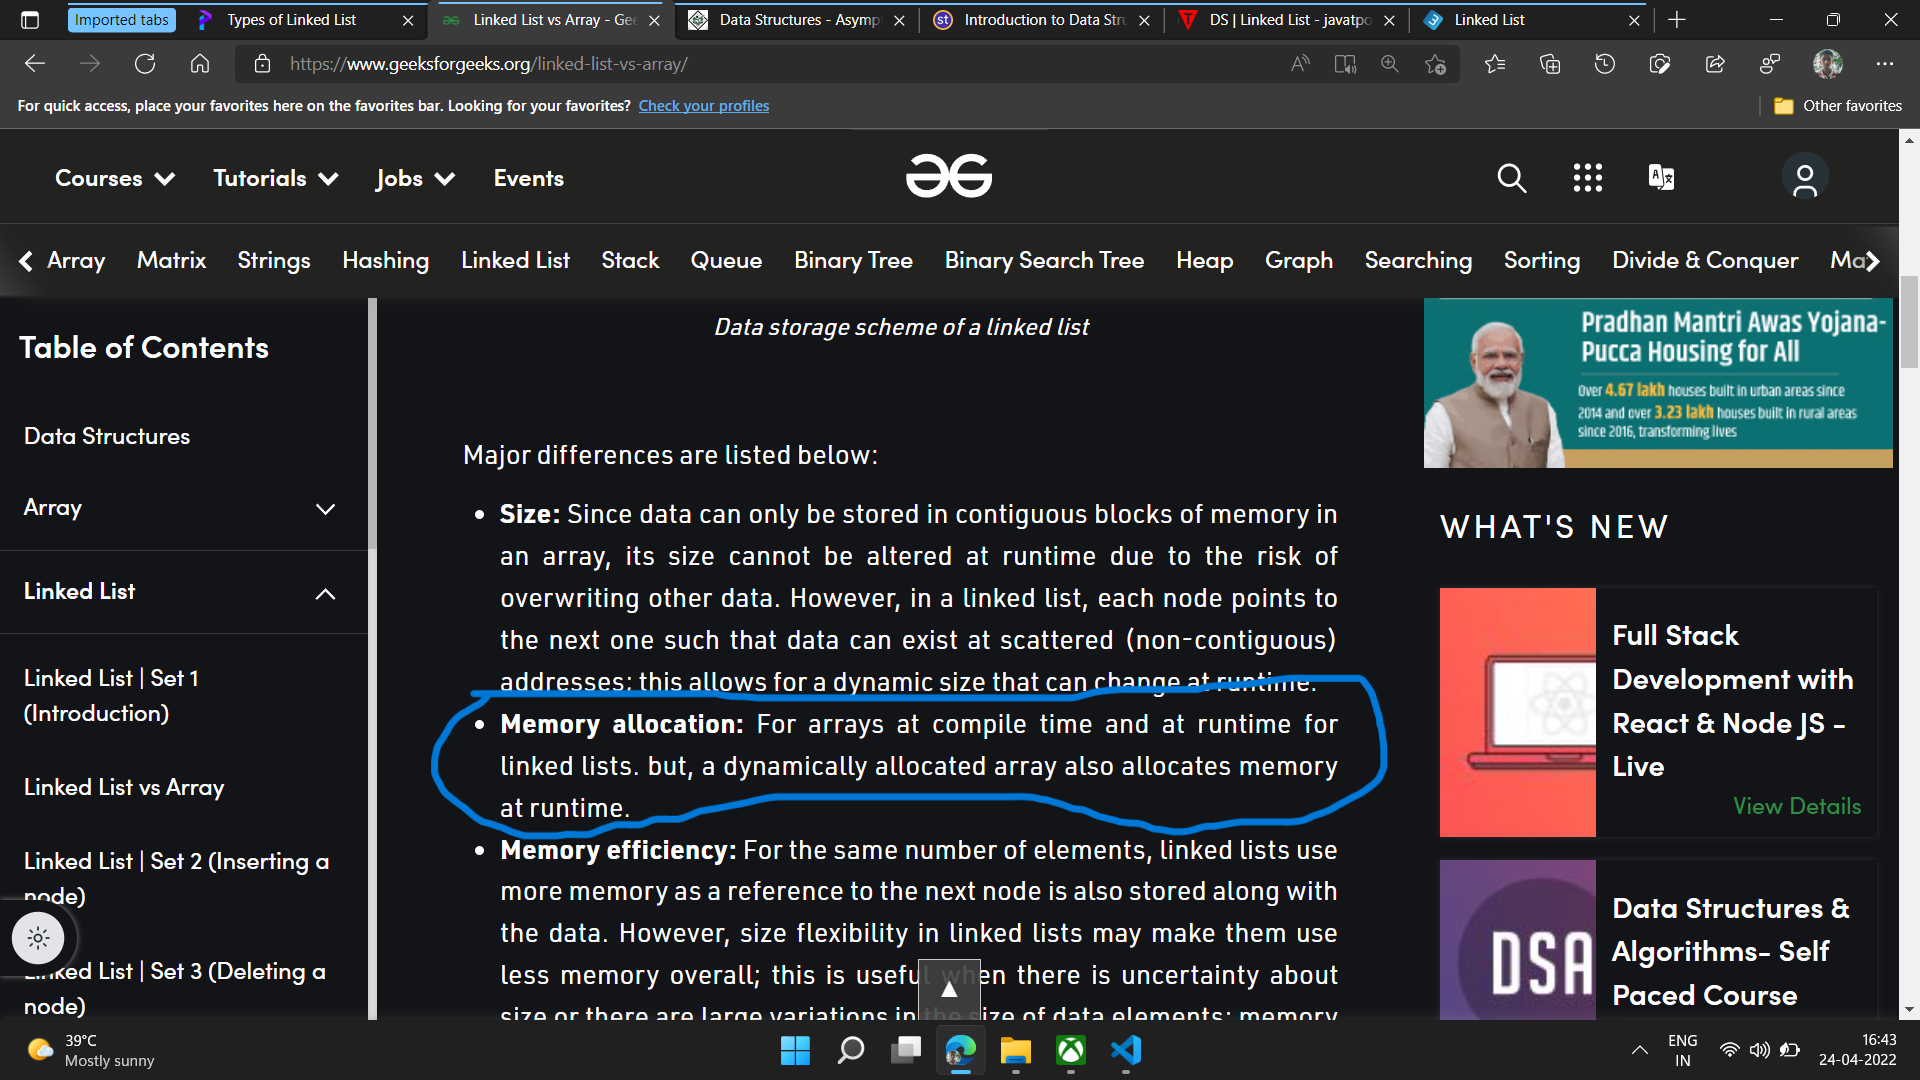 Imported tabs
Types of Linked List
Linked List vs Array - Gee
Data Structures - Asymp
Introduction to Data Stru
DS | Linked List - javatpo
Linked List
https://www.geeksforgeeks.org/linked-list-vs-array/
For quick access, place your favorites here on the favorites bar. Looking for your favorites? Check your profiles
Other favorites
Courses
Tutorials
Jobs
Events
Array
Matrix
Strings
Hashing
Linked List
Stack
Queue
Binary Tree
Binary Search Tree
Heap
Graph
Searching
Sorting
Divide & Conquer
Ma
Table of Contents
Data Structures
Array
Linked List
Linked List | Set 1
(Introduction)
Linked List vs Array
Linked List | Set 2 (Inserting a
node)
Linked List | Set 3 (Deleting a
node)
Data storage scheme of a linked list
Major differences are listed below:
• Size: Since data can only be stored in contiguous blocks of memory in
an array, its size cannot be altered at runtime due to the risk of
overwriting other data. However, in a linked list, each node points to
the next one such that data can exist at scattered (non-contiguous)
addresses; this allows for a dynamic size that can change at runtime.
• Memory allocation: For arrays at compile time and at runtime for
linked lists. but, a dynamically allocated array also allocates memory
at runtime.
• Memory efficiency: For the same number of elements, linked lists use
more memory as a reference to the next node is also stored along with
the data. However, size flexibility in linked lists may make them use
less memory overall; this is useful when there is uncertainty about
size or there are large variations in the size of data elements; memory
Pradhan Mantri Awas Yojana-
Pucca Housing for All
Over 4.67 lakh houses built in urban areas since
2014 and over 3.23 lakh houses built in rural areas
since 2016, transforming lives
WHAT'S NEW
Full Stack
Development with
React & Node JS -
Live
View Details
DSA
Data Structures &
Algorithms- Self
Paced Course
39°C
Mostly sunny
ENG
IN
16:43
24-04-2022